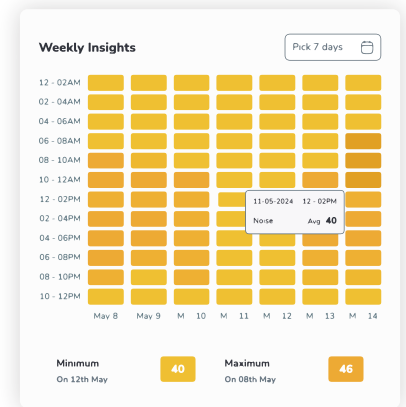 Weekly Insights
Pick 7 days
12 - 02AM
02 - 04AM
04 - 06AM
06 - 08AM
08 - 10AM
10 - 12AM
12 - 02PM
11-05-2024 12 - 02PM
Noise Avg 40
02 - 04PM
04 - 06PM
06 - 08PM
08 - 10PM
10 - 12PM
May 8 May 9 M 10 M 11 M 12 M 13 M 14
Minimum
On 12th May
40
Maximum
On 08th May
46